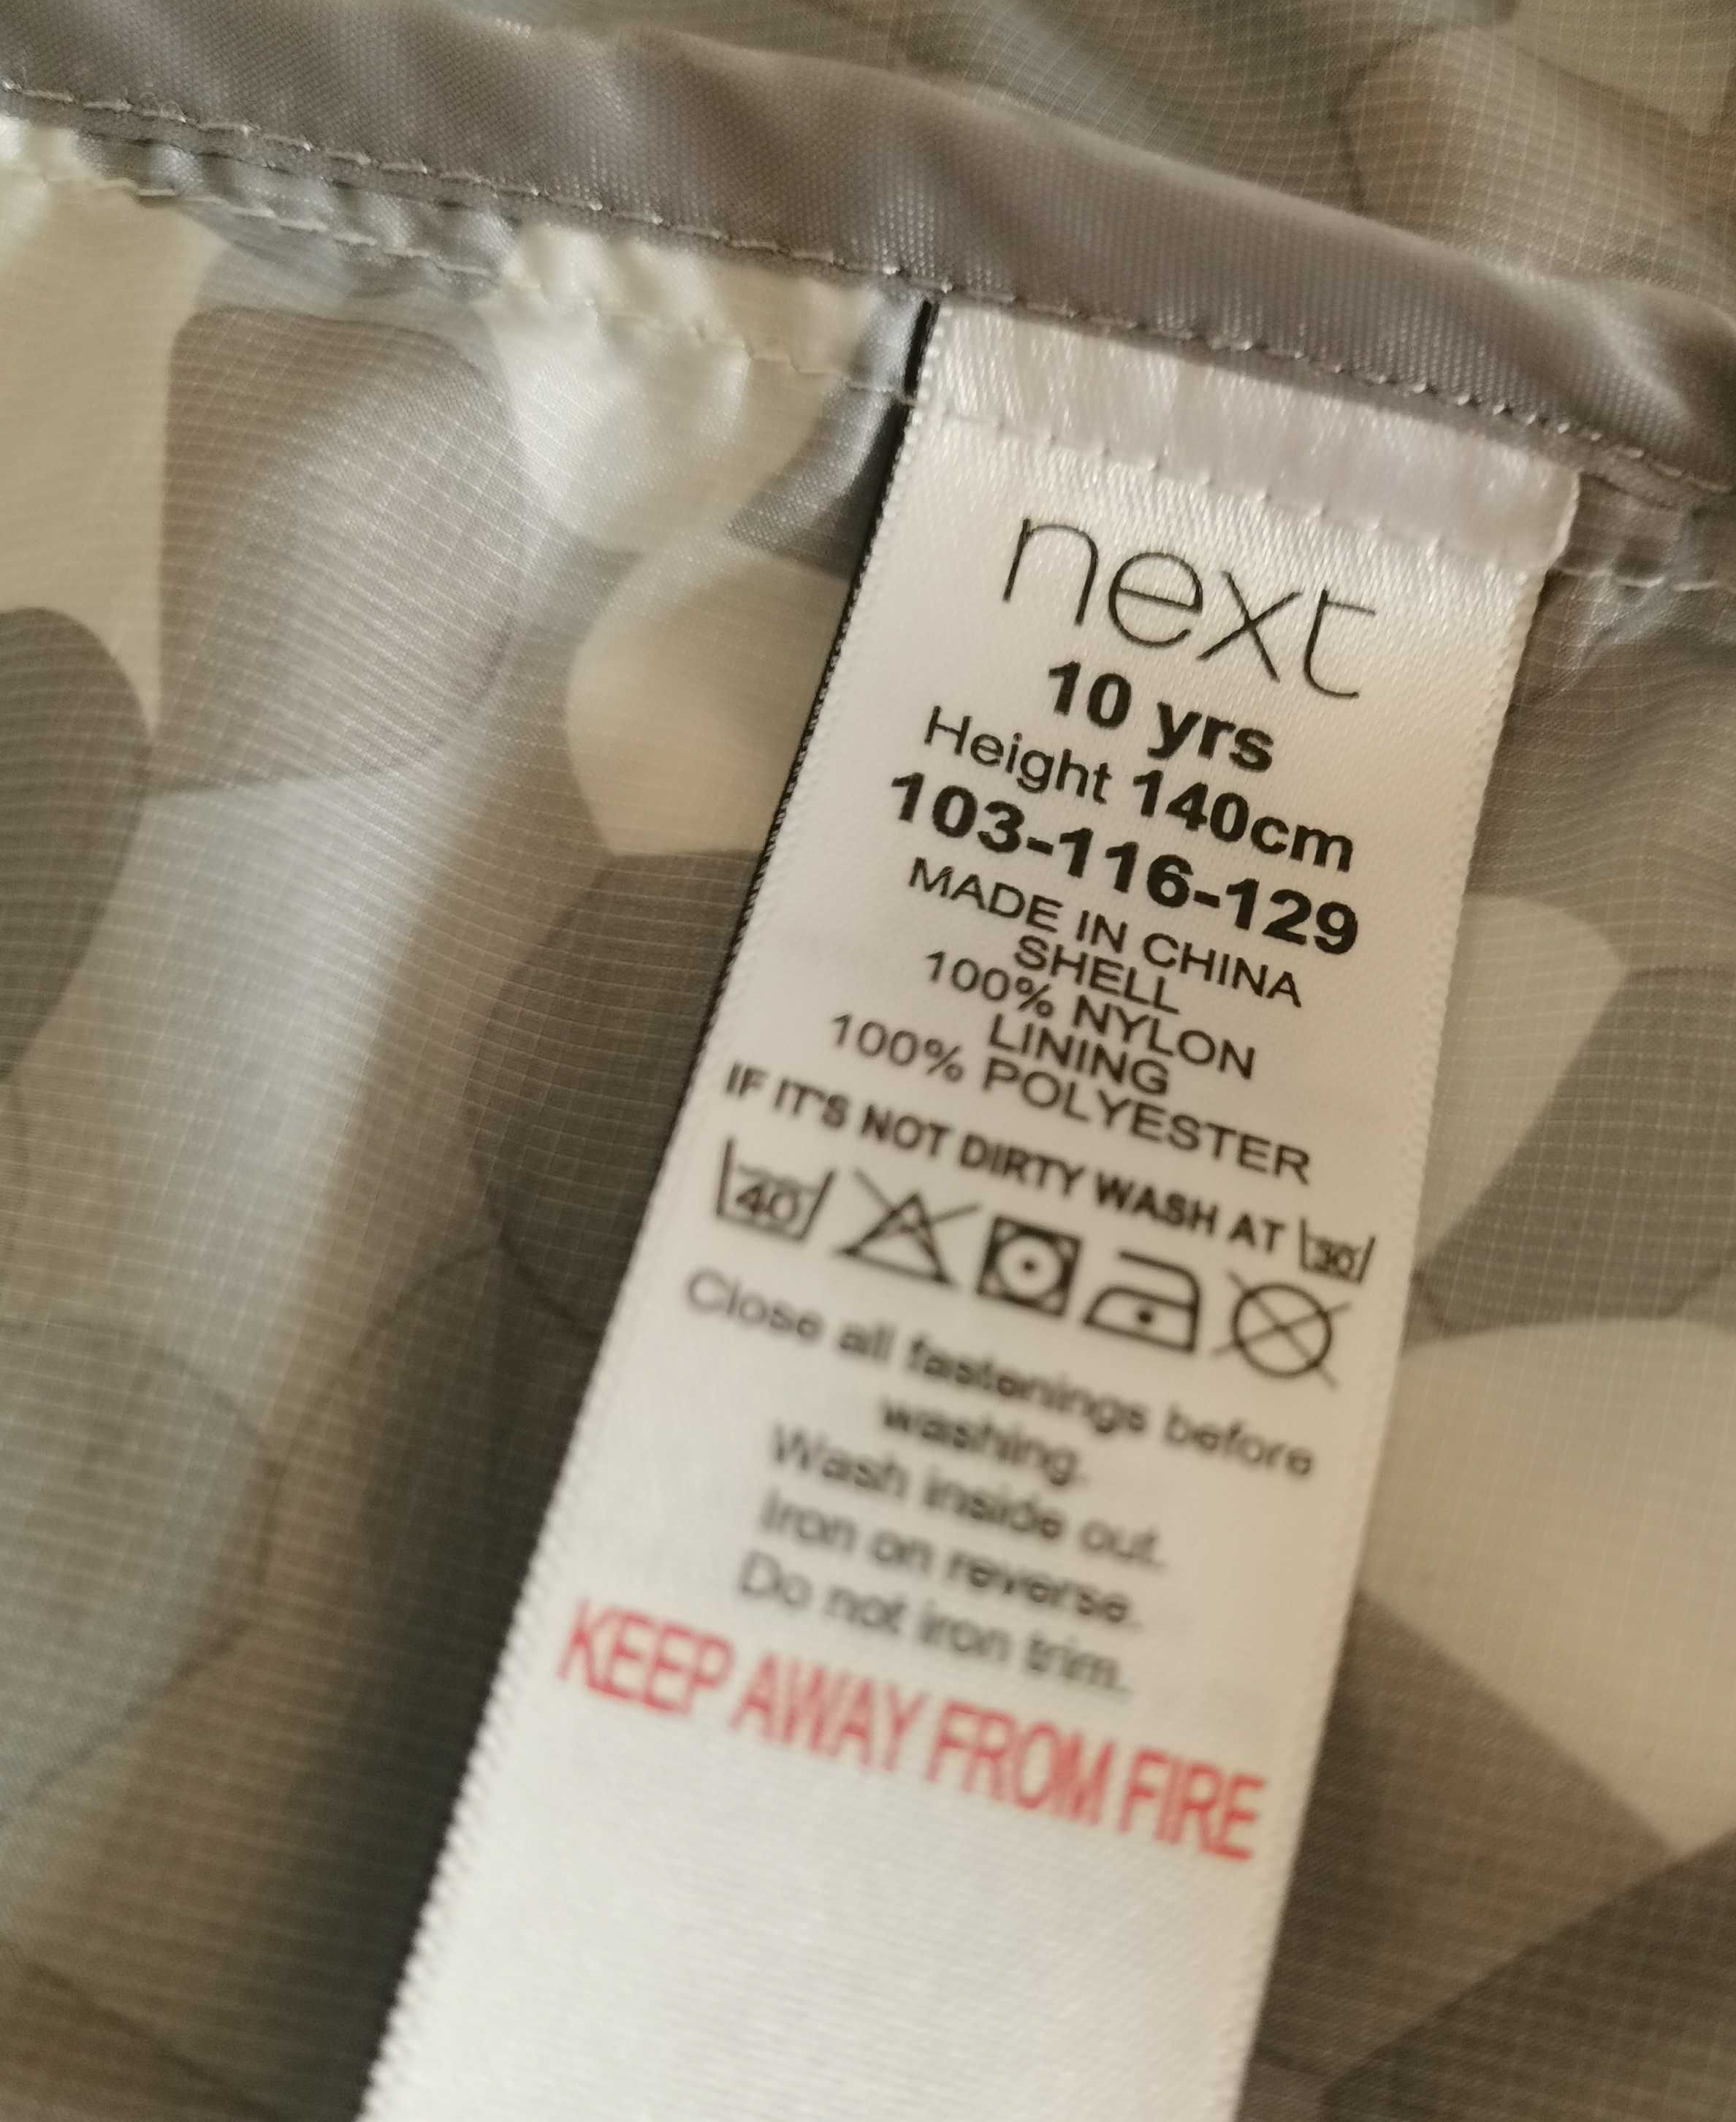 next
10 yrs
Height 140cm
103-116-129
MADE IN CHINA
SHELL
100% NYLON
LINING
100% POLYESTER
IF IT'S NOT DIRTY WASH AT 30
40
Close all fastenings before
washing.
Wash inside out.
Iron on reverse.
Do not iron trim.
KEEP AWAY FROM FIRE